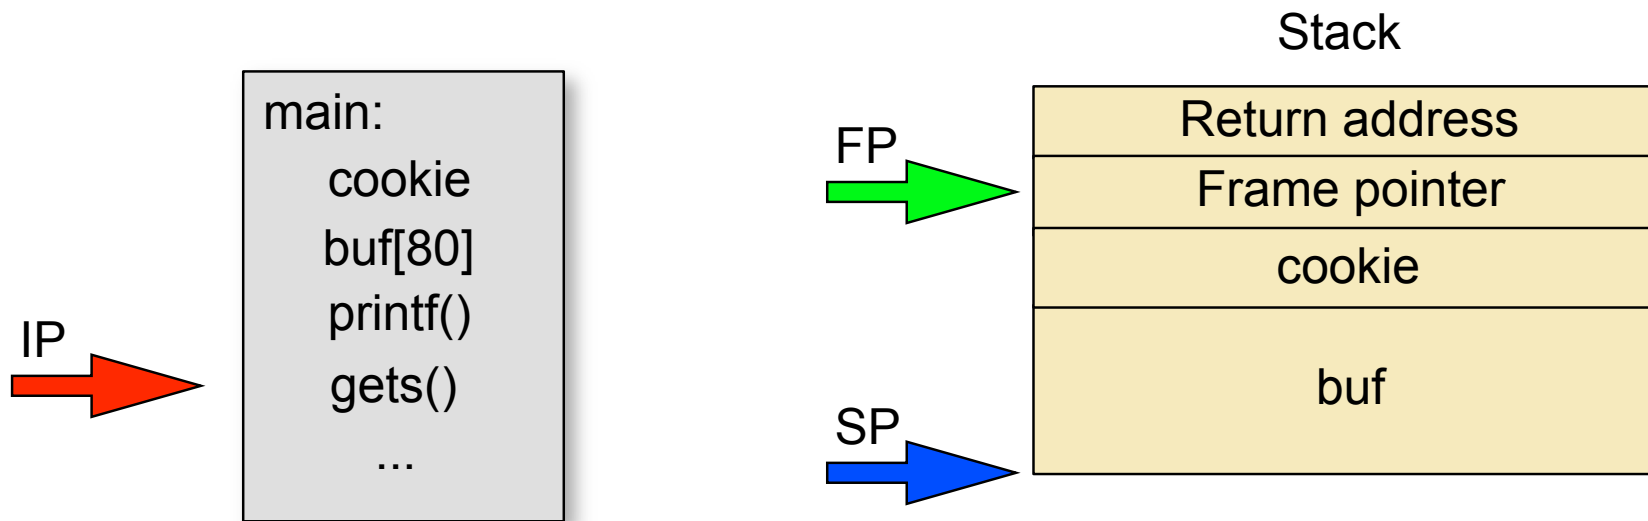 main:
cookie
buf[80]
printf()
gets()
...
IP
Stack
FP
SP
Return address
Frame pointer
cookie
buf